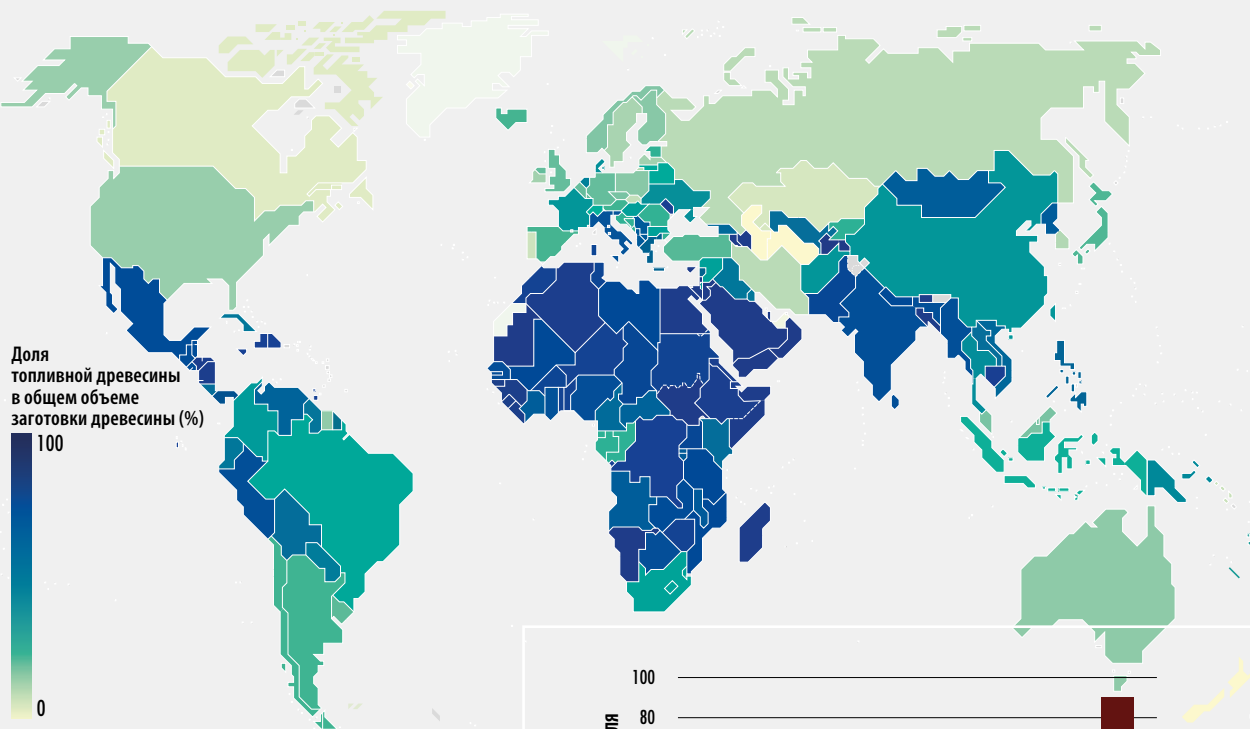 Доля
топливной древесины
в общем объеме
заготовки древесины (%)
100
0
100
80